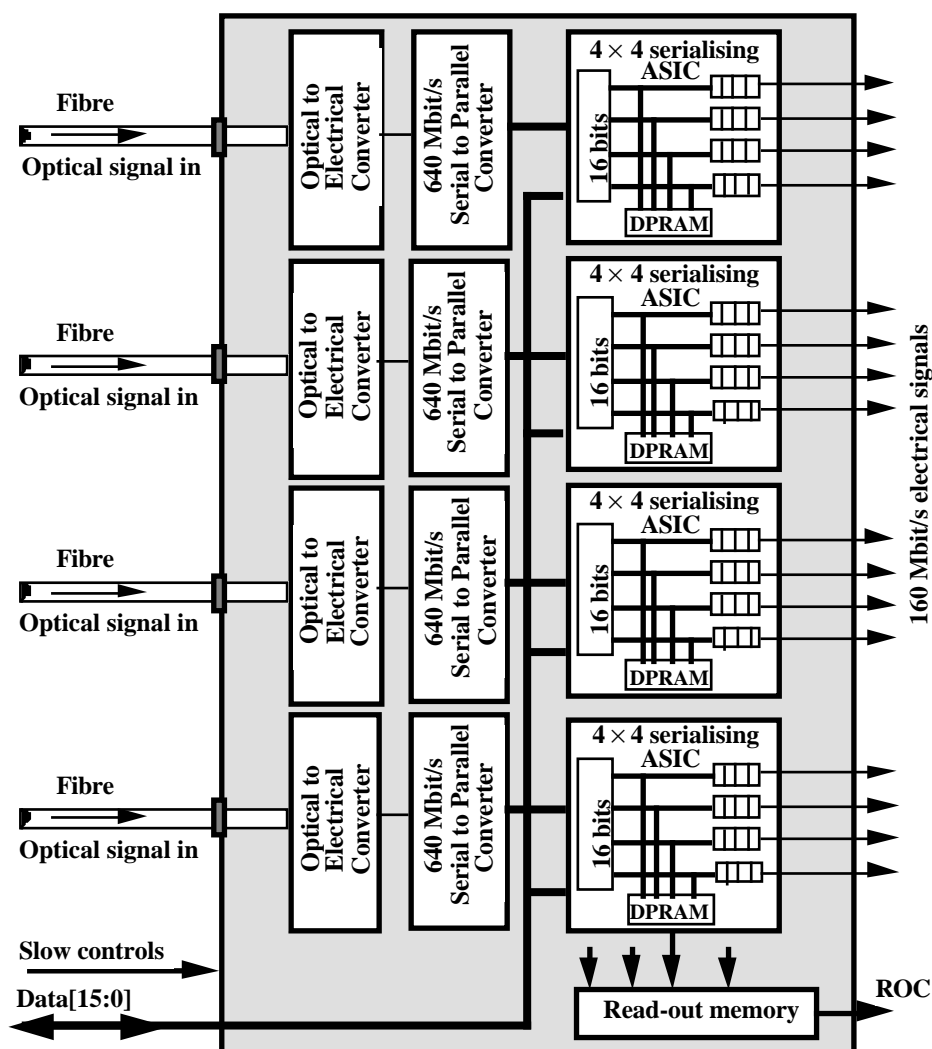 Fibre
Optical signal in
Optical to
Electrical
Converter
640 Mbit/s
Serial to Parallel
Converter
4 × 4 serialising
ASIC
16 bits
DPRAM
Fibre
Optical signal in
Optical to
Electrical
Converter
640 Mbit/s
Serial to Parallel
Converter
4 × 4 serialising
ASIC
16 bits
DPRAM
Fibre
Optical signal in
Optical to
Electrical
Converter
640 Mbit/s
Serial to Parallel
Converter
4 × 4 serialising
ASIC
16 bits
DPRAM
Fibre
Optical signal in
Optical to
Electrical
Converter
640 Mbit/s
Serial to Parallel
Converter
4 × 4 serialising
ASIC
16 bits
DPRAM
160 Mbit/s electrical signals
Slow controls
Data[15:0]
Read-out memory
ROC